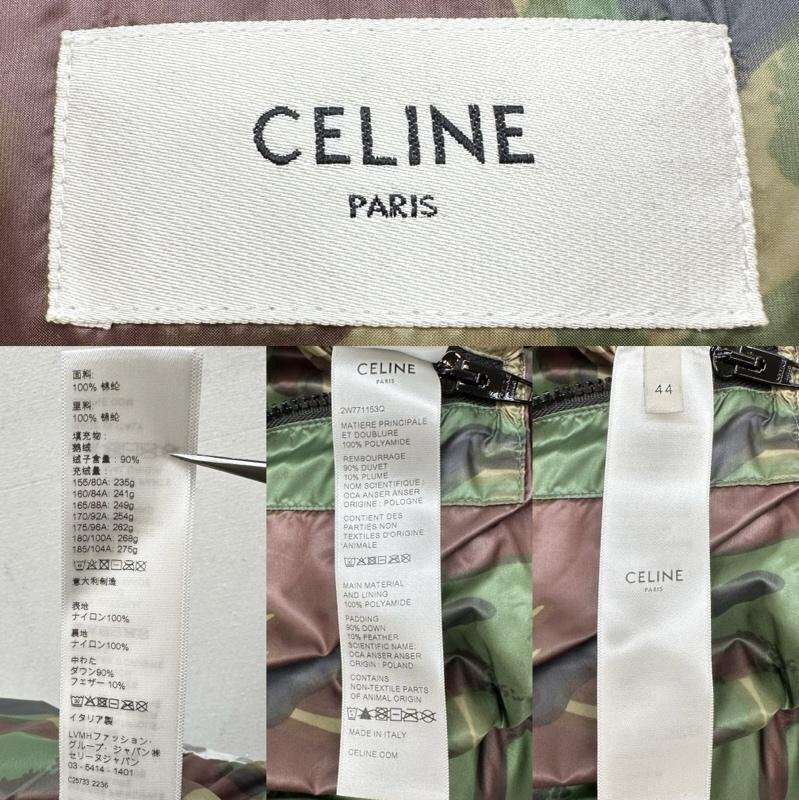 CELINE
PARIS
面料:
100% 锦纶
里料:
100% 锦纶
填充物:
鹅绒
绒子含量: 90%
充绒量:
155/80A: 235g
160/84A: 241g
165/88A: 249g
170/92A: 254g
175/96A: 262g
180/100A: 268g
185/104A: 275g
意大利制造
表地
ナイロン100%
裏地
ナイロン100%
中わた
ダウン90%
フェザー 10%
イタリア製
LVMHファッション・
グループ・ジャパン㈱
セリーヌジャパン
03 - 5414 - 1401
C25733 2236
CELINE
PARIS
2W771153Q
MATIERE PRINCIPALE
ET DOUBLURE
100% POLYAMIDE
REMBOURRAGE
90% DUVET
10% PLUME
NOM SCIENTIFIQUE :
OCA ANSER ANSER
ORIGINE : POLOGNE
CONTIENT DES
PARTIES NON
TEXTILES D'ORIGINE
ANIMALE
MAIN MATERIAL
AND LINING
100% POLYAMIDE
PADDING
90% DOWN
10% FEATHER
SCIENTIFIC NAME:
OCA ANSER ANSER
ORIGIN : POLAND
CONTAINS
NON-TEXTILE PARTS
OF ANIMAL ORIGIN
MADE IN ITALY
CELINE.COM
44
CELINE
PARIS